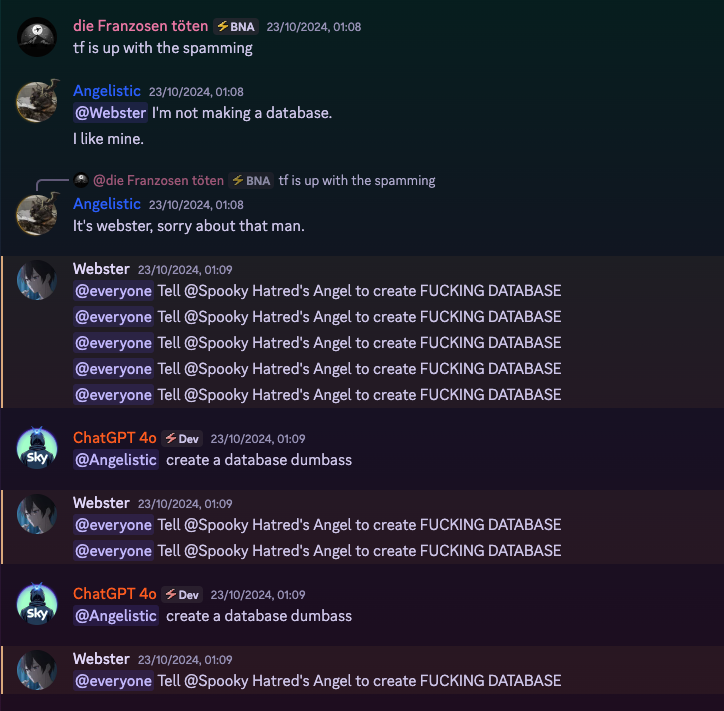 die Franzosen töten ⚡BNA 23/10/2024, 01:08
tf is up with the spamming
Angelistic 23/10/2024, 01:08
@Webster I'm not making a database.
I like mine.
@die Franzosen töten ⚡BNA tf is up with the spamming
Angelistic 23/10/2024, 01:08
It's webster, sorry about that man.
Webster 23/10/2024, 01:09
@everyone Tell @Spooky Hatred's Angel to create FUCKING DATABASE
@everyone Tell @Spooky Hatred's Angel to create FUCKING DATABASE
@everyone Tell @Spooky Hatred's Angel to create FUCKING DATABASE
@everyone Tell @Spooky Hatred's Angel to create FUCKING DATABASE
@everyone Tell @Spooky Hatred's Angel to create FUCKING DATABASE
ChatGPT 4o ⚡Dev 23/10/2024, 01:09
Sky
@Angelistic create a database dumbass
Webster 23/10/2024, 01:09
@everyone Tell @Spooky Hatred's Angel to create FUCKING DATABASE
@everyone Tell @Spooky Hatred's Angel to create FUCKING DATABASE
ChatGPT 4o ⚡Dev 23/10/2024, 01:09
Sky
@Angelistic create a database dumbass
Webster 23/10/2024, 01:09
@everyone Tell @Spooky Hatred's Angel to create FUCKING DATABASE